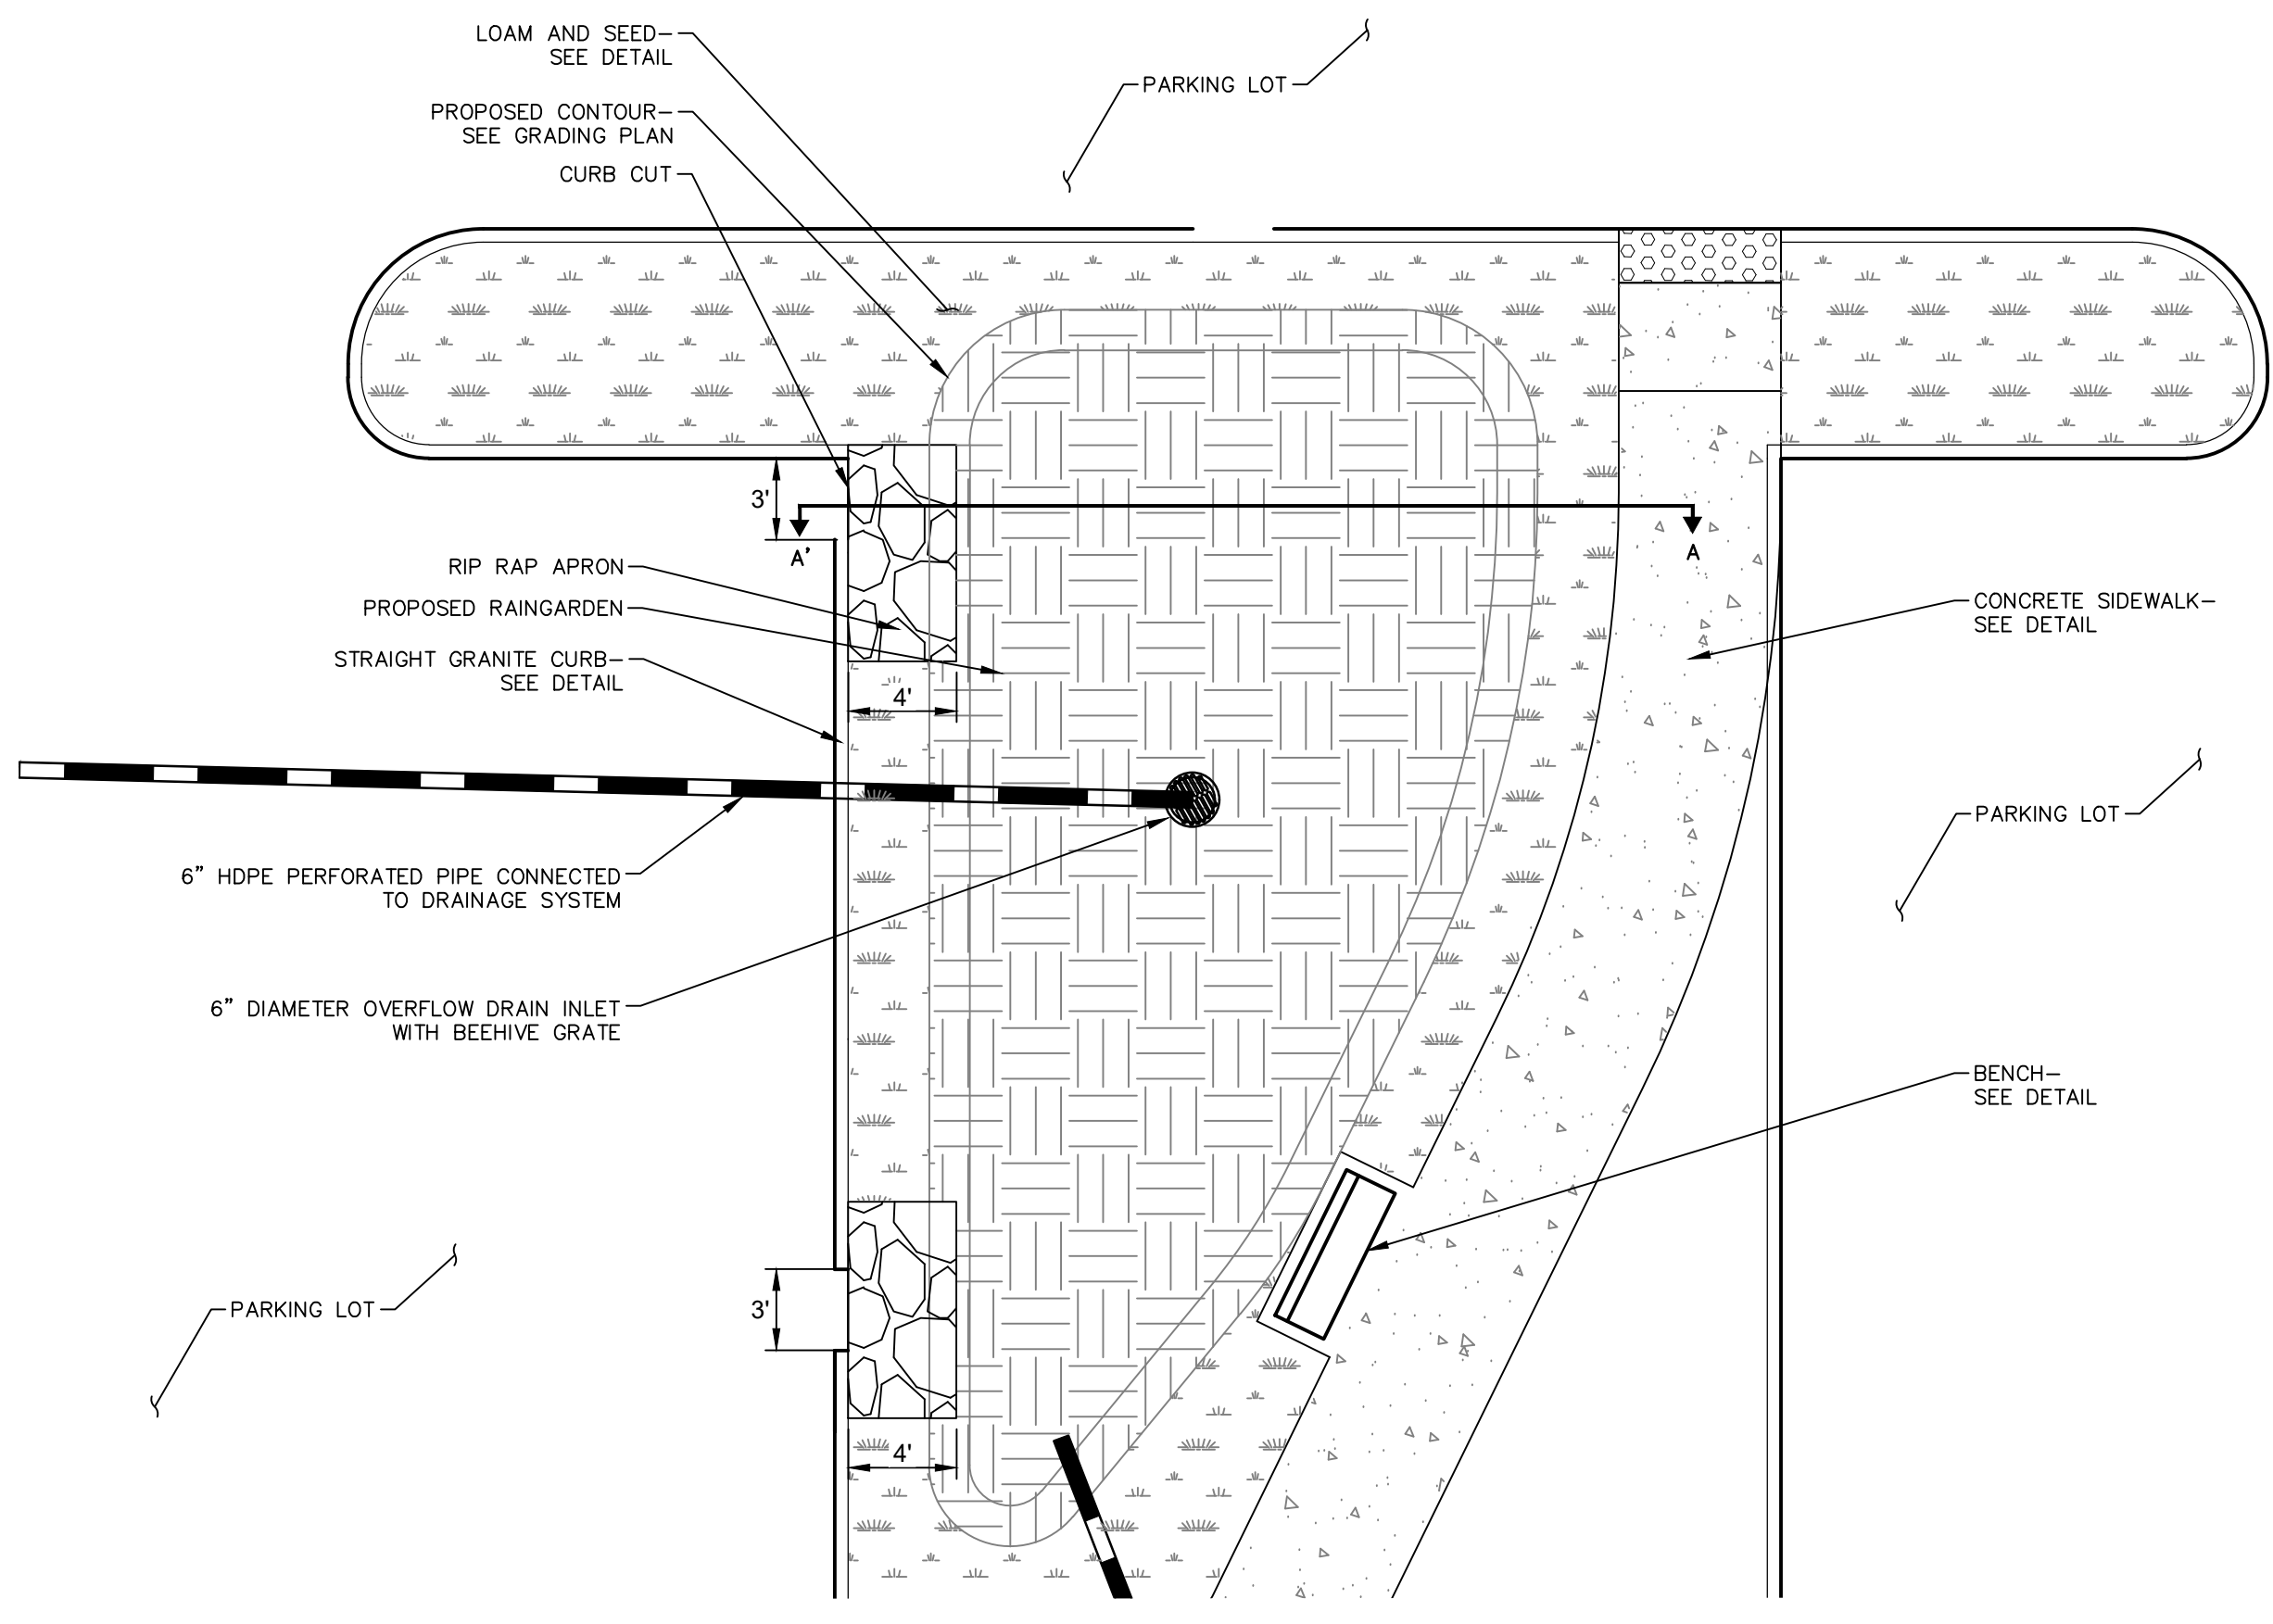 LOAM AND SEED–
SEE DETAIL
PARKING LOT
PROPOSED CONTOUR–
SEE GRADING PLAN
CURB CUT
3'
A'
A
RIP RAP APRON
PROPOSED RAINGARDEN
CONCRETE SIDEWALK–
SEE DETAIL
STRAIGHT GRANITE CURB–
SEE DETAIL
4'
PARKING LOT
6" HDPE PERFORATED PIPE CONNECTED
TO DRAINAGE SYSTEM
6" DIAMETER OVERFLOW DRAIN INLET
WITH BEEHIVE GRATE
BENCH–
SEE DETAIL
PARKING LOT
3'
4'